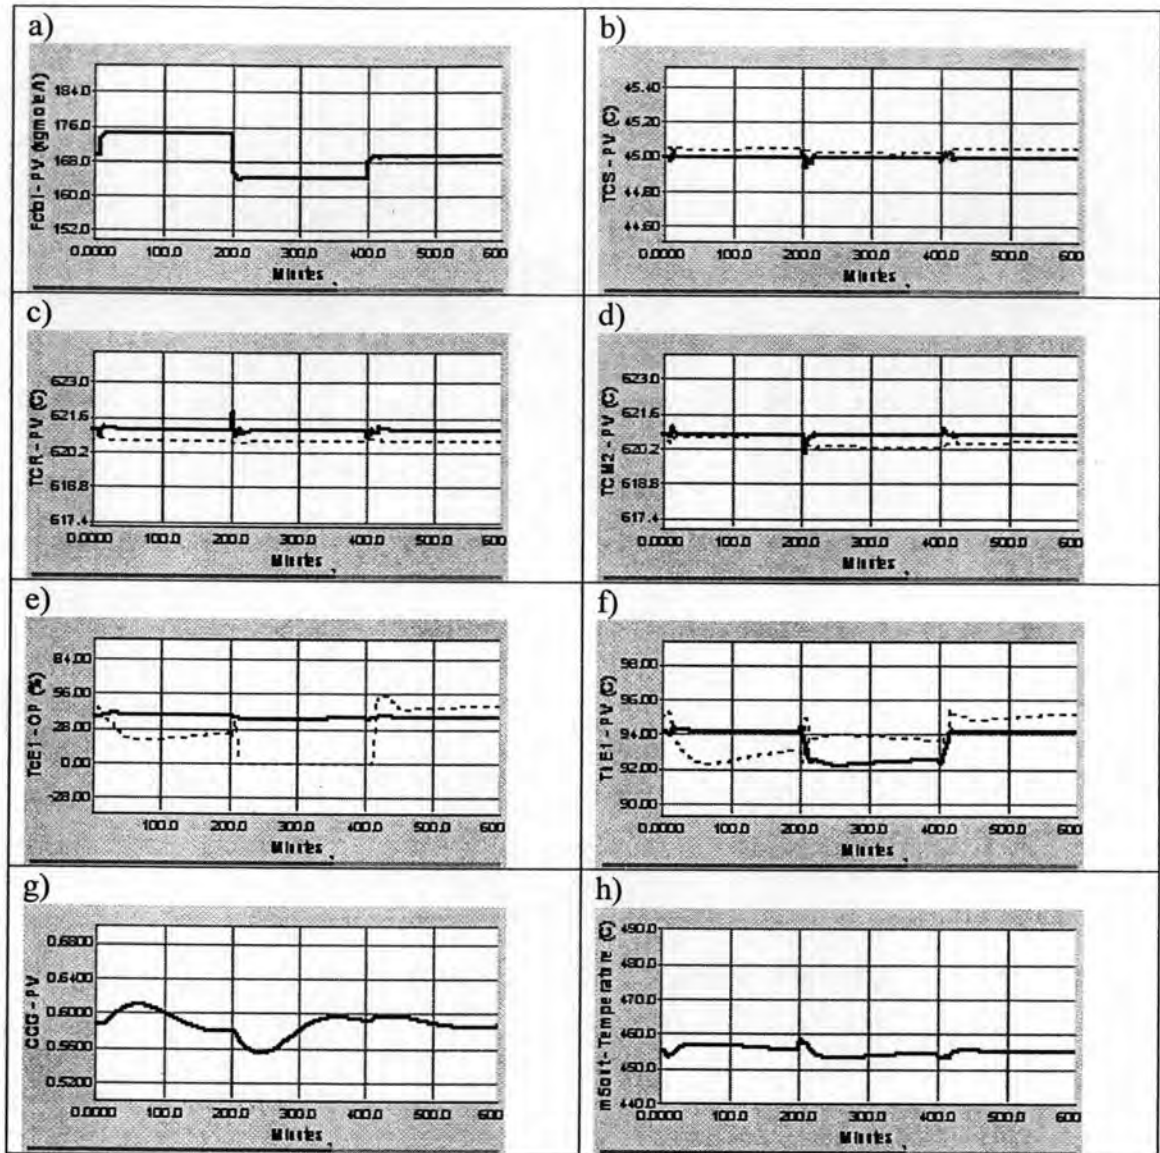 a)
PV (kgmole/h)
184.0
176.0
168.0
160.0
152.0
0.0000 100.0 200.0 300.0 400.0 500.0 600
Minutes
b)
TCS - PV (C)
45.40
45.20
45.00
44.80
44.60
0.0000 100.0 200.0 300.0 400.0 500.0 600
Minutes
c)
TCR - PV (C)
623.0
621.6
620.2
618.8
617.4
0.0000 100.0 200.0 300.0 400.0 500.0 600
Minutes
d)
TCM2 - PV (C)
623.0
621.6
620.2
618.8
617.4
0.0000 100.0 200.0 300.0 400.0 500.0 600
Minutes
e)
OP (%)
84.00
56.00
28.00
0.00
-28.00
100.0 200.0 300.0 400.0 500.0 600
Minutes
f)
PV (C)
98.00
96.00
94.00
92.00
90.00
0.0000 100.0 200.0 300.0 400.0 500.0 600
Minutes
g)
CCG - PV
0.6800
0.6400
0.6000
0.5600
0.5200
0.0000 100.0 200.0 300.0 400.0 500.0 600
Minutes
h)
Temperature (C)
490.0
480.0
470.0
460.0
450.0
440.0
0.0000 100.0 200.0 300.0 400.0 500.0 600
Minutes